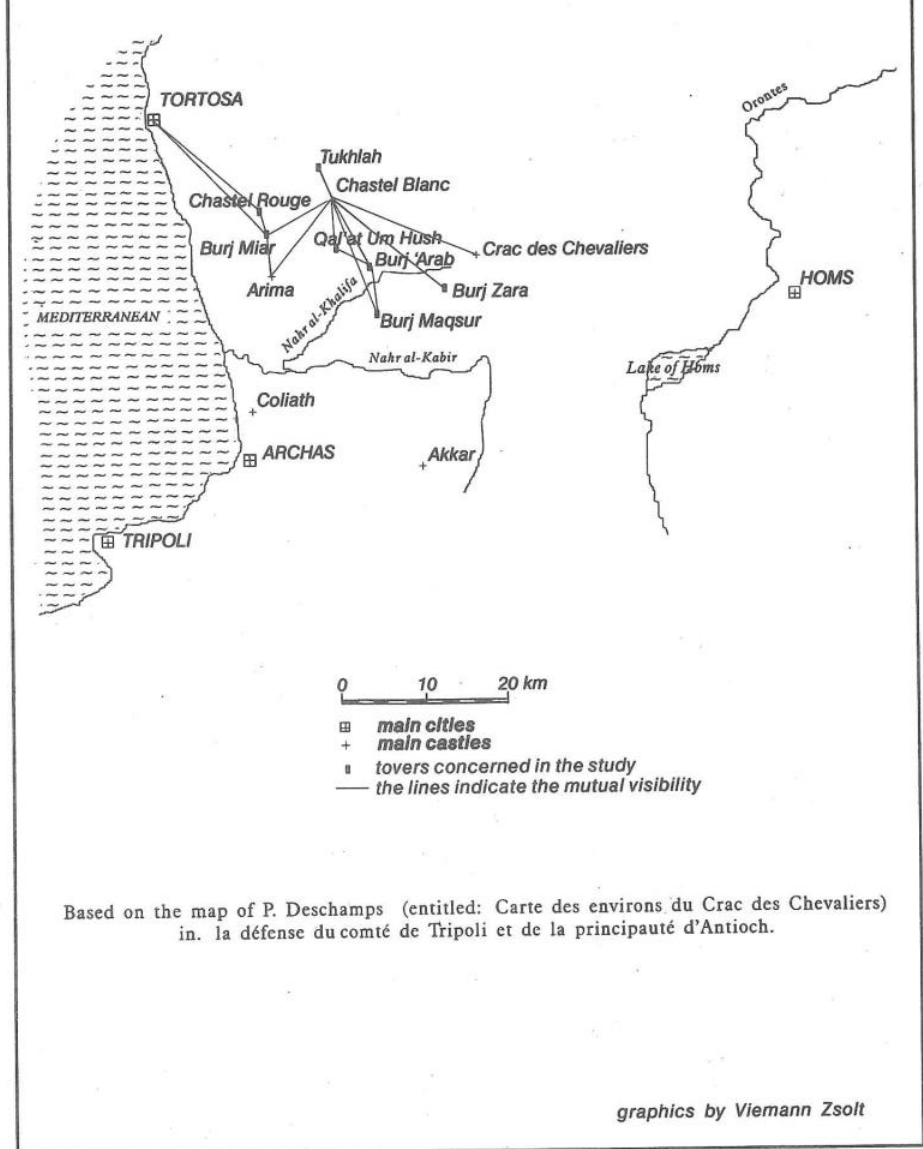 Orontes
TORTOSA
Tukhlah
Chastel Blanc
Chastel Rouge
Qal'at Um Hush
Burj Miar
Crac des Chevaliers
Burj 'Arab
HOMS
Arima
Burj Zara
MEDITERRANEAN
Nahr al-Khalifa
Burj Maqsur
Nahr al-Kabir
Lake of Homs
Coliath
ARCHAS
Akkar
TRIPOLI
0 10 20 km
main cities
main castles
tovers concerned in the study
the lines indicate the mutual visibility
Based on the map of P. Deschamps (entitled: Carte des environs du Crac des Chevaliers)
in. la défense du comté de Tripoli et de la principauté d'Antioch.
graphics by Viemann Zsolt